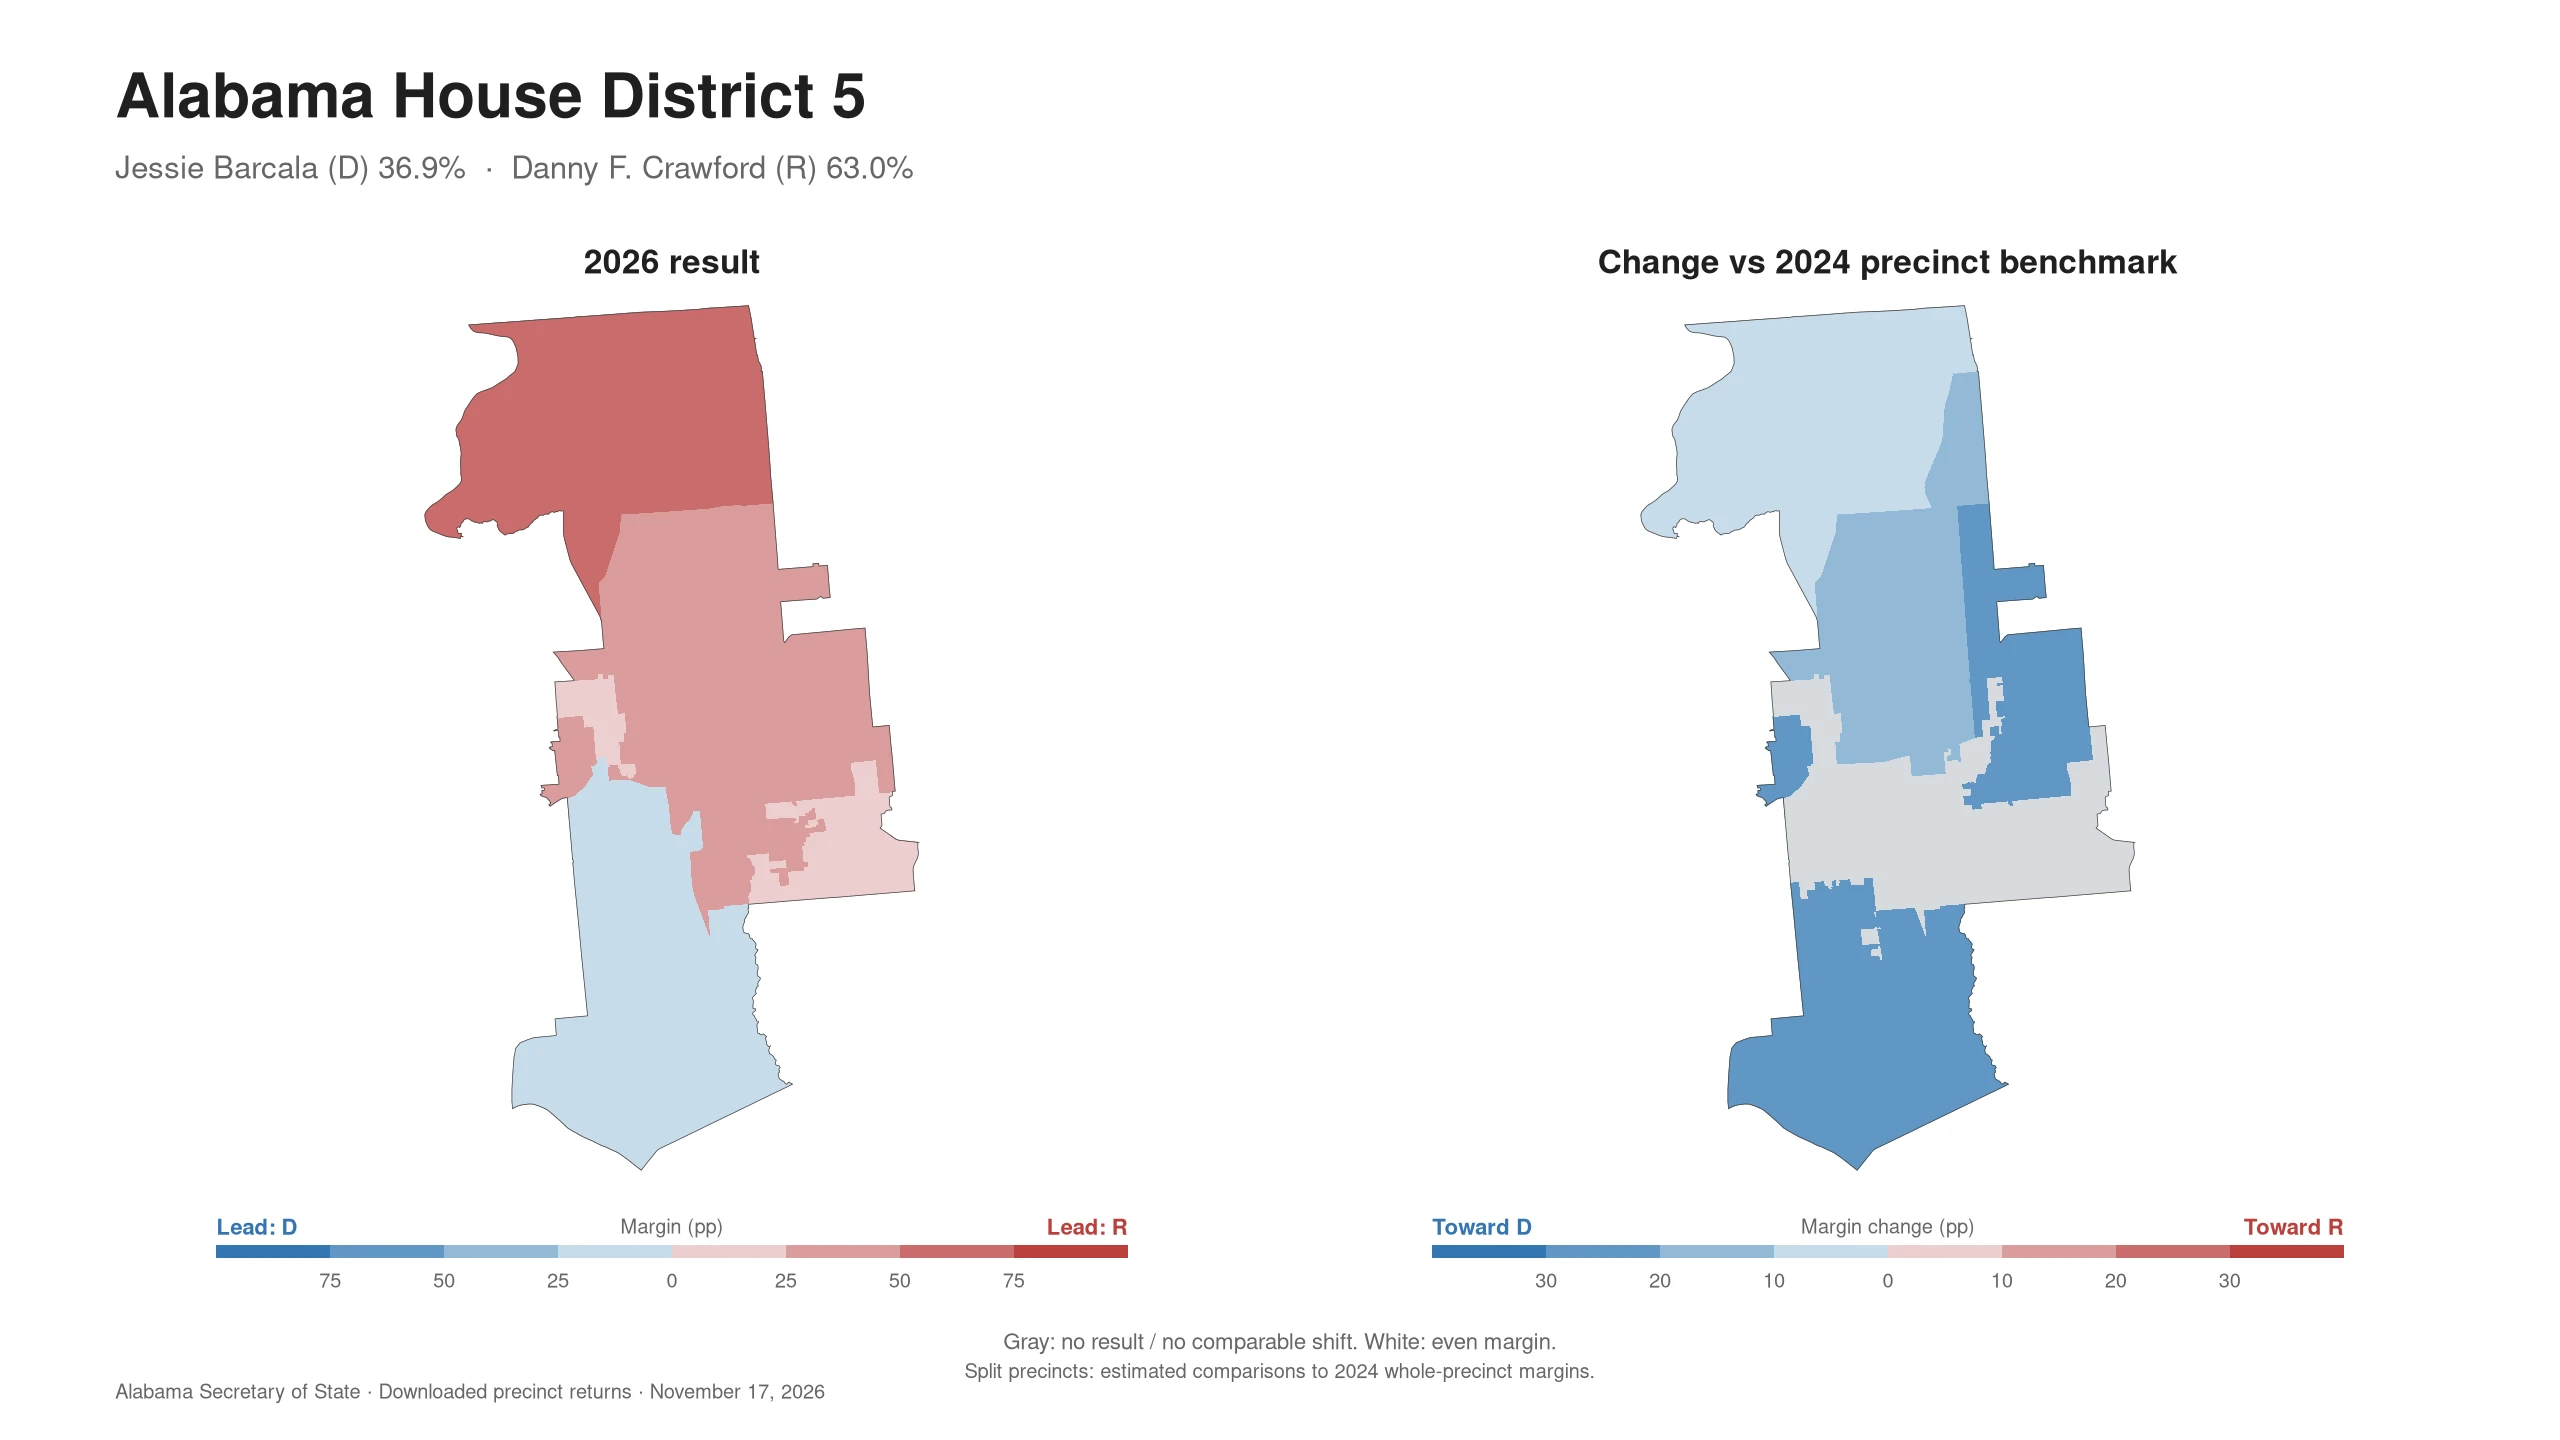 Alabama House District 5
Jessie Barcala (D) 36.9% · Danny F. Crawford (R) 63.0%
2026 result
Change vs 2024 precinct benchmark
Lead: D Margin (pp) Lead: R
75 50 25 0 25 50 75
Toward D Margin change (pp) Toward R
30 20 10 0 10 20 30
Gray: no result / no comparable shift. White: even margin.
Split precincts: estimated comparisons to 2024 whole-precinct margins.
Alabama Secretary of State · Downloaded precinct returns · November 17, 2026